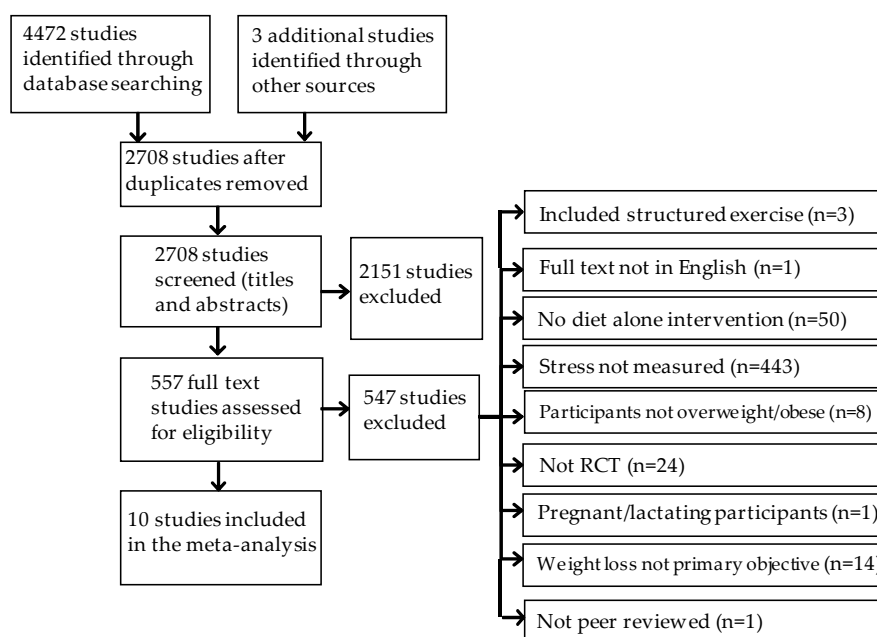 4472 studies
identified through
database searching
3 additional studies
identified through
other sources
2708 studies after
duplicates removed
2708 studies
screened (titles
and abstracts)
2151 studies
excluded
557 full text
studies assessed
for eligibility
547 studies
excluded
10 studies included
in the meta-analysis
Included structured exercise (n=3)
Full text not in English (n=1)
No diet alone intervention (n=50)
Stress not measured (n=443)
Participants not overweight/obese (n=8)
Not RCT (n=24)
Pregnant/lactating participants (n=1)
Weight loss not primary objective (n=14)
Not peer reviewed (n=1)